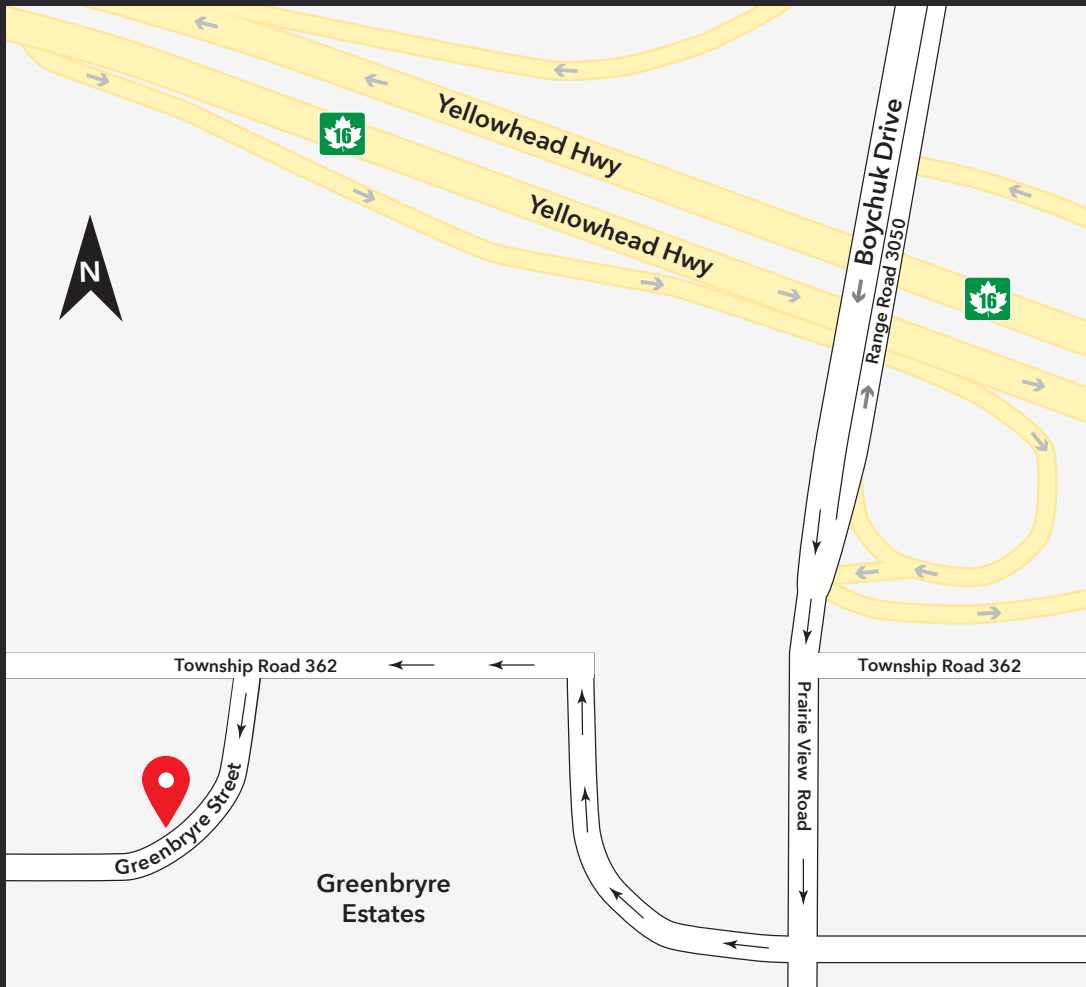 Yellowhead Hwy
16
Boychuk Drive
Yellowhead Hwy
Range Road 3050
N
16
Township Road 362
Township Road 362
Prairie View Road
Greenbryre Street
Greenbryre
Estates